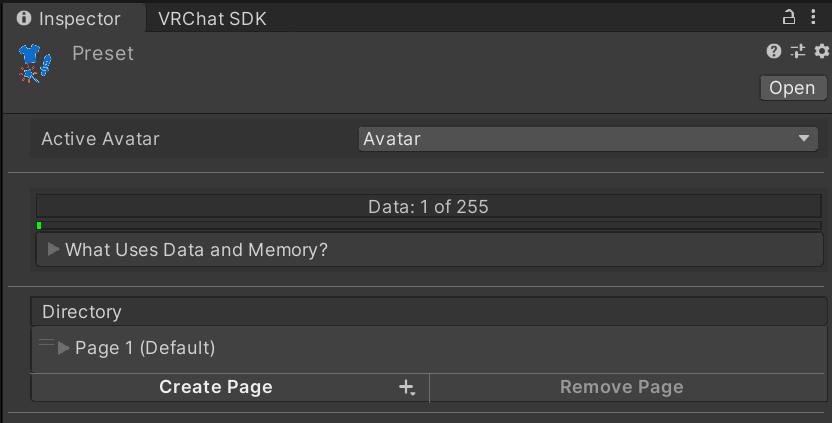 Inspector
VRChat SDK
Preset
Open
Active Avatar
Avatar
Data: 1 of 255
What Uses Data and Memory?
Directory
Page 1 (Default)
Create Page
Remove Page